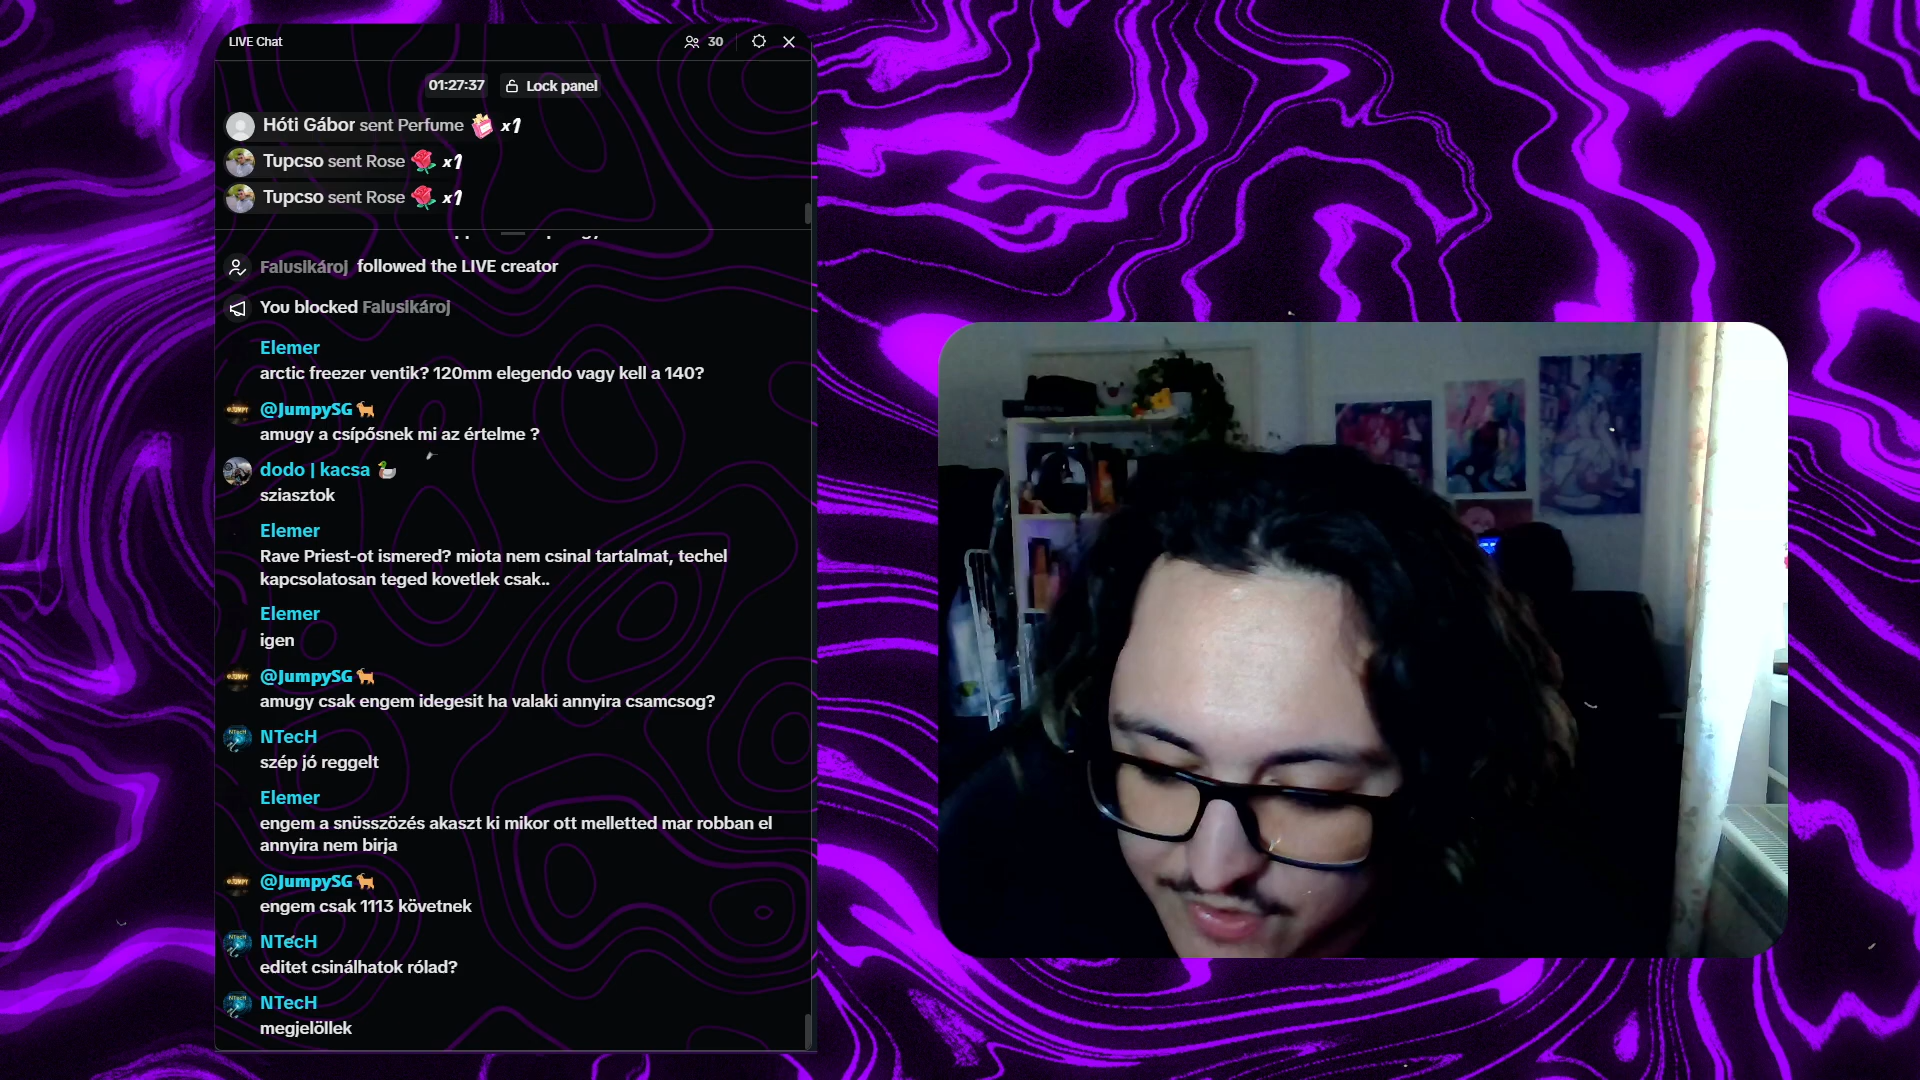 LIVE Chat
30
01:27:37
Lock panel
Hóti Gábor sent Perfume x1
Tupcso sent Rose x1
Tupcso sent Rose x1
Falusikároj followed the LIVE creator
You blocked Falusikároj
Elemer
arctic freezer ventik? 120mm elegendo vagy kell a 140?
@JumpySG
amugy a csípősnek mi az értelme ?
dodo | kacsa
sziasztok
Elemer
Rave Priest-ot ismered? miota nem csinal tartalmat, techel
kapcsolatosan teged kovetlek csak..
Elemer
igen
@JumpySG
amugy csak engem idegesit ha valaki annyira csamcsog?
NTecH
szép jó reggelt
Elemer
engem a snüsszözés akaszt ki mikor ott melletted mar robban el
annyira nem birja
@JumpySG
engem csak 1113 követnek
NTecH
editet csinálhatok rólad?
NTecH
megjelöllek